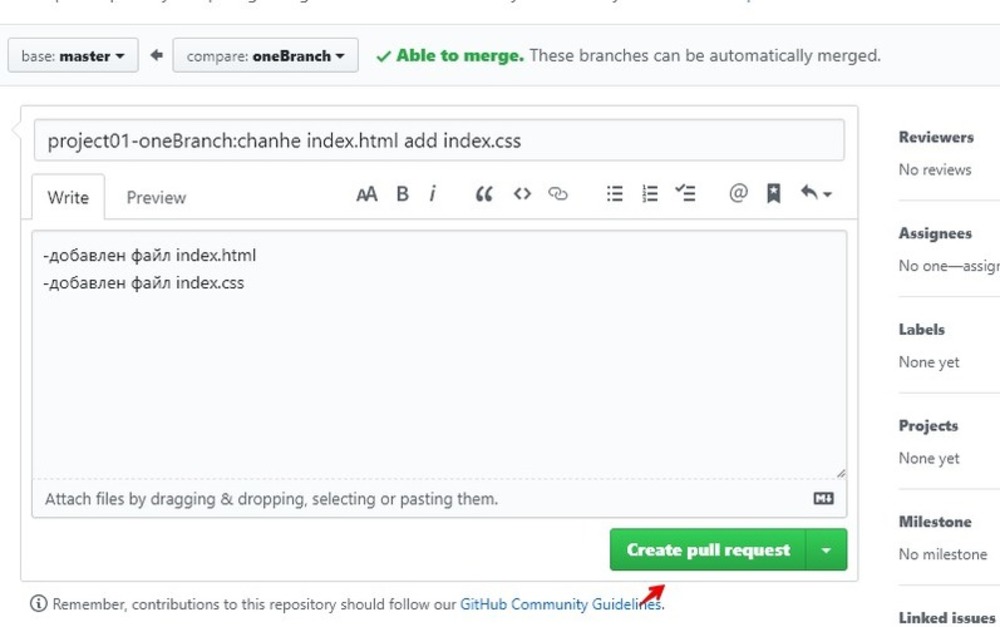 base: master
compare: oneBranch
Able to merge. These branches can be automatically merged.
project01-oneBranch:chanhe index.html add index.css
Write
Preview
AA B i
-добавлен файл index.html
-добавлен файл index.css
Attach files by dragging & dropping, selecting or pasting them.
Create pull request
Remember, contributions to this repository should follow our GitHub Community Guidelines.
Reviewers
No reviews
Assignees
No one—assign
Labels
None yet
Projects
None yet
Milestone
No milestone
Linked issues